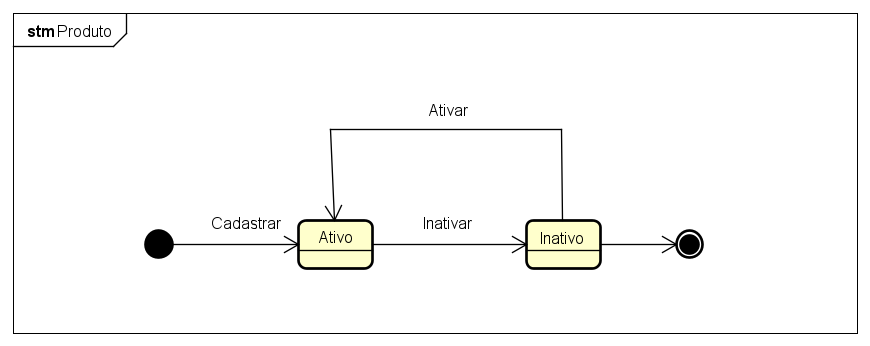 stm Produto
Ativar
Cadastrar
Inativar
Ativo
Inativo